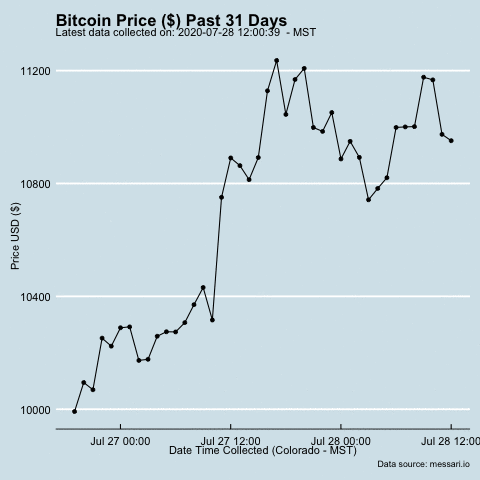 Bitcoin Price ($) Past 31 Days
Latest data collected on: 2020-07-28 12:00:39 - MST
11200
10800
10400
10000
Price USD ($)
Jul 27 00:00 Jul 27 12:00 Jul 28 00:00 Jul 28 12:00
Date Time Collected (Colorado - MST)
Data source: messari.io